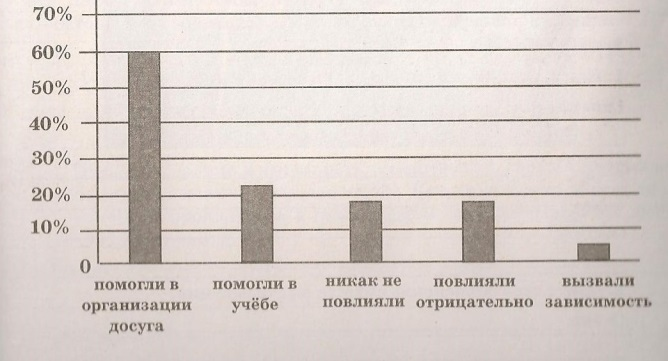 70%
60%
50%
40%
30%
20%
10%
0
помогли в организации досуга
помогли в учёбе
никак не повлияли
повлияли отрицательно
вызвали зависимость